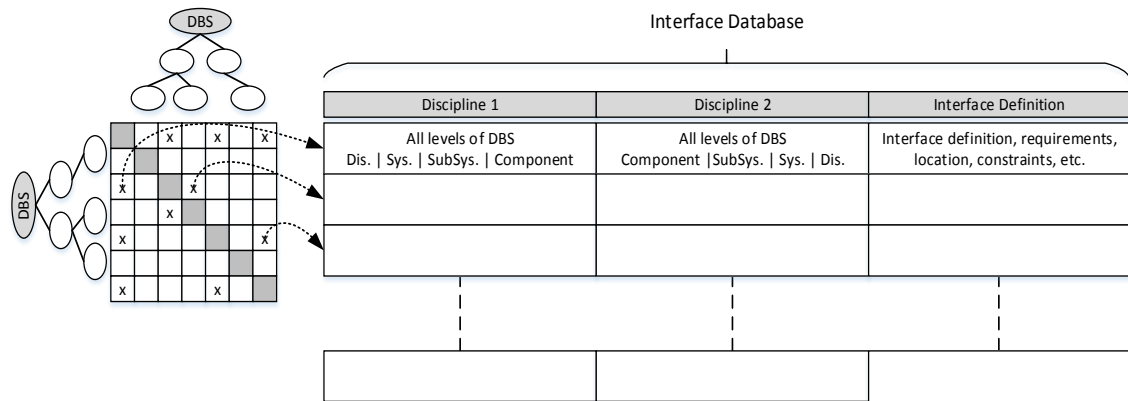 DBS
Interface Database
Discipline 1
Discipline 2
Interface Definition
All levels of DBS
Dis. | Sys. | SubSys. | Component
All levels of DBS
Component |SubSys. | Sys. | Dis.
Interface definition, requirements,
location, constraints, etc.
DBS
x x x
x x
x
x x
x x